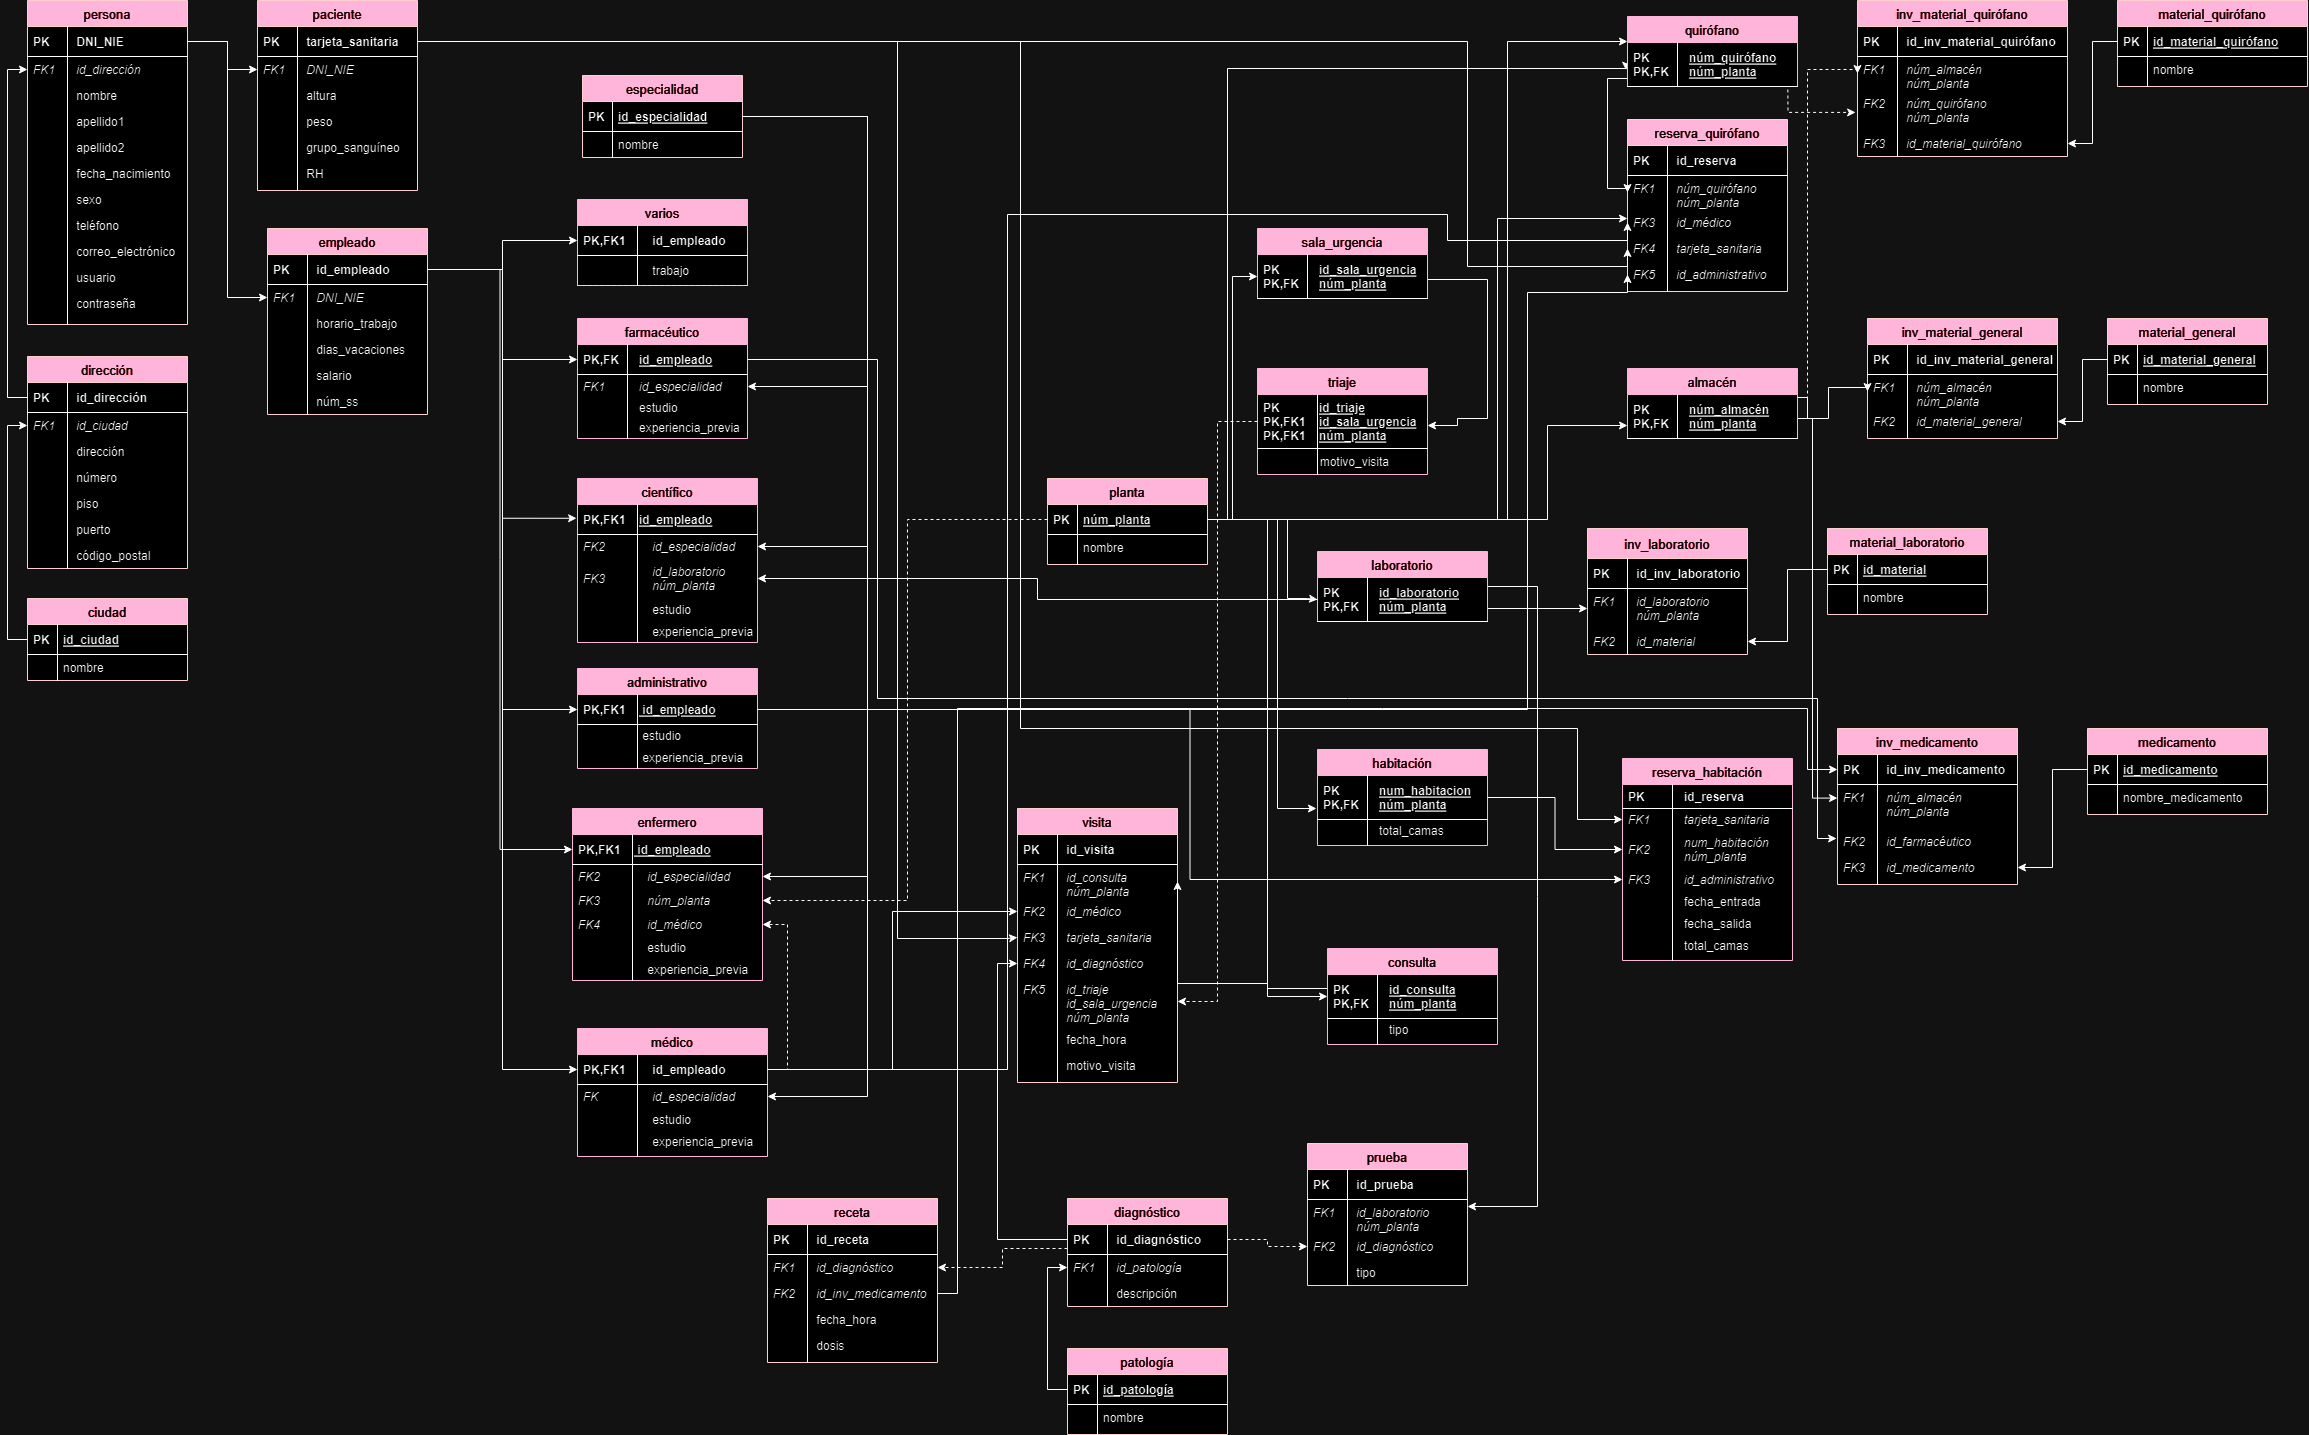 persona
PK DNI_NIE
FK1 id_dirección
nombre
apellido1
apellido2
fecha_nacimiento
sexo
teléfono
correo_electrónico
usuario
contraseña
dirección
PK id_dirección
FK1 id_ciudad
dirección
número
piso
puerto
código_postal
ciudad
PK id_ciudad
nombre
paciente
PK tarjeta_sanitaria
FK1 DNI_NIE
altura
peso
grupo_sanguíneo
RH
empleado
PK id_empleado
FK1 DNI_NIE
horario_trabajo
dias_vacaciones
salario
núm_ss
especialidad
PK id_especialidad
nombre
varios
PK,FK1 id_empleado
trabajo
farmacéutico
PK,FK id_empleado
FK1 id_especialidad
estudio
experiencia_previa
científico
PK,FK1 id_empleado
FK2 id_especialidad
FK3 id_laboratorio
núm_planta
estudio
experiencia_previa
administrativo
PK,FK1 id_empleado
estudio
experiencia_previa
enfermero
PK,FK1 id_empleado
FK2 id_especialidad
FK3 núm_planta
FK4 id_médico
estudio
experiencia_previa
médico
PK,FK1 id_empleado
FK id_especialidad
estudio
experiencia_previa
receta
PK id_receta
FK1 id_diagnóstico
FK2 id_inv_medicamento
fecha_hora
dosis
planta
PK núm_planta
nombre
visita
PK id_visita
FK1 id_consulta
núm_planta
FK2 id_médico
FK3 tarjeta_sanitaria
FK4 id_diagnóstico
FK5 id_triaje
id_sala_urgencia
núm_planta
fecha_hora
motivo_visita
diagnóstico
PK id_diagnóstico
FK1 id_patología
descripción
patología
PK id_patología
nombre
sala_urgencia
PK id_sala_urgencia
PK,FK núm_planta
triaje
PK id_triaje
PK,FK1 id_sala_urgencia
PK,FK1 núm_planta
motivo_visita
laboratorio
PK id_laboratorio
PK,FK núm_planta
habitación
PK num_habitacion
PK,FK núm_planta
total_camas
consulta
PK id_consulta
PK,FK núm_planta
tipo
prueba
PK id_prueba
FK1 id_laboratorio
núm_planta
FK2 id_diagnóstico
tipo
quirófano
PK núm_quirófano
PK,FK núm_planta
reserva_quirófano
PK id_reserva
FK1 núm_quirófano
núm_planta
FK3 id_médico
FK4 tarjeta_sanitaria
FK5 id_administrativo
almacén
PK núm_almacén
PK,FK núm_planta
inv_laboratorio
PK id_inv_laboratorio
FK1 id_laboratorio
núm_planta
FK2 id_material
reserva_habitación
PK id_reserva
FK1 tarjeta_sanitaria
FK2 num_habitación
núm_planta
FK3 id_administrativo
fecha_entrada
fecha_salida
total_camas
inv_material_quirófano
PK id_inv_material_quirófano
FK1 núm_almacén
núm_planta
FK2 núm_quirófano
núm_planta
FK3 id_material_quirófano
material_quirófano
PK id_material_quirófano
nombre
inv_material_general
PK id_inv_material_general
FK1 núm_almacén
núm_planta
FK2 id_material_general
material_general
PK id_material_general
nombre
material_laboratorio
PK id_material
nombre
inv_medicamento
PK id_inv_medicamento
FK1 núm_almacén
núm_planta
FK2 id_farmacéutico
FK3 id_medicamento
medicamento
PK id_medicamento
nombre_medicamento